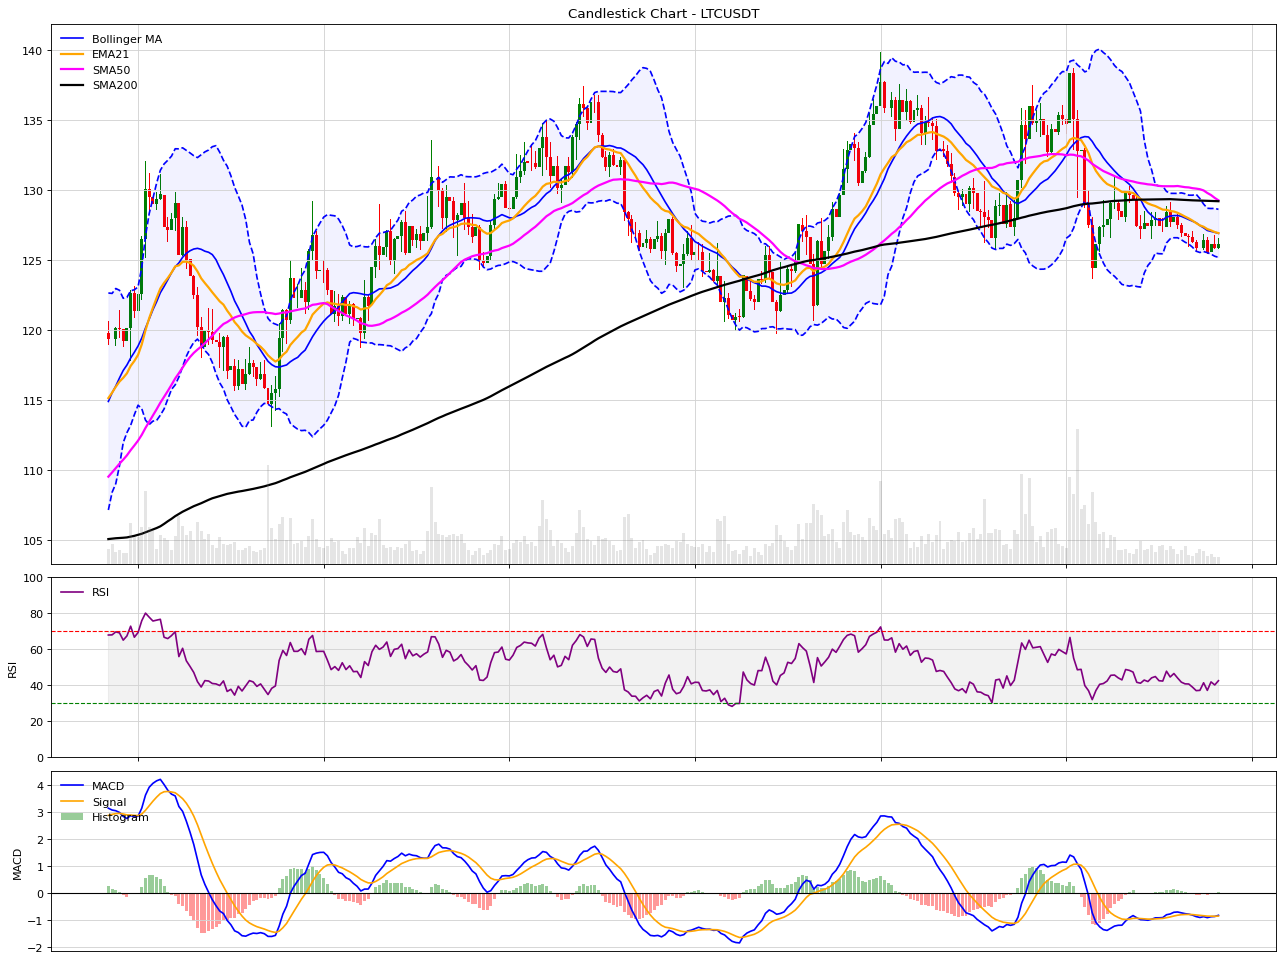 Candlestick Chart - LTCUSDT
Bollinger MA
EMA21
SMA50
SMA200
140
135
130
125
120
115
110
105
RSI
100
80
60
40
20
0
RSI
MACD
Signal
Histogram
4
3
2
1
0
−1
−2
MACD